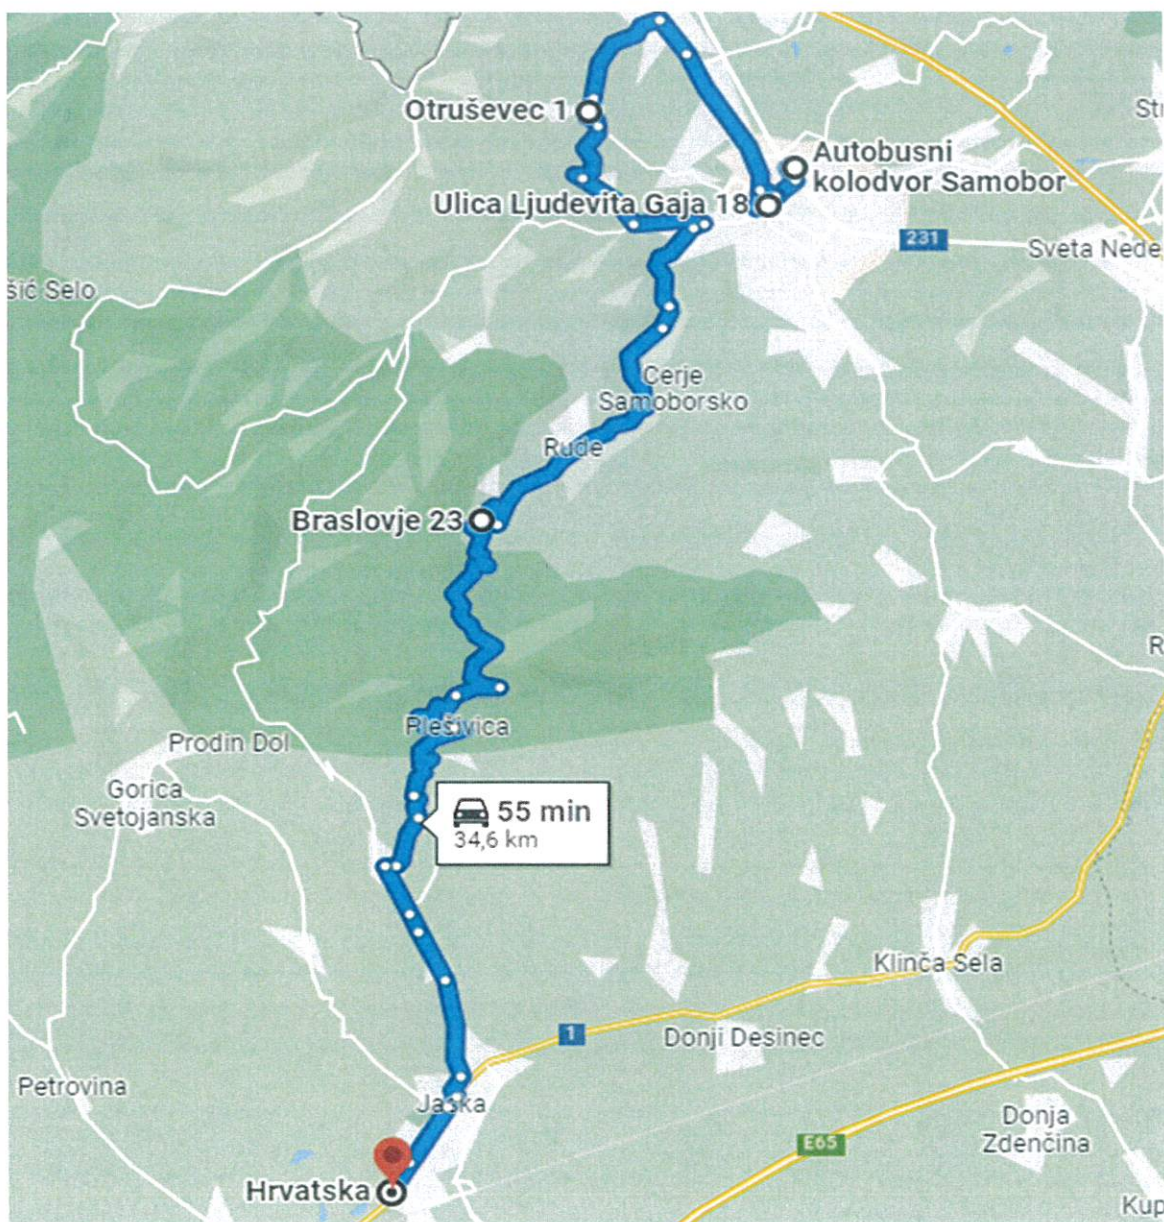 Otruševec 1
St
Autobusni
kolodvor Samobor
Ulica Ljudevita Gaja 18
231
Sveta Nede
šić Selo
Cerje
Samoborsko
Rude
Braslovje 23
R
Plešivica
Prodin Dol
Gorica
Svetojanska
55 min
34,6 km
Klinča Sela
1
Donji Desinec
Petrovina
Jaska
Donja
Zdenčina
E65
Hrvatska
Kup